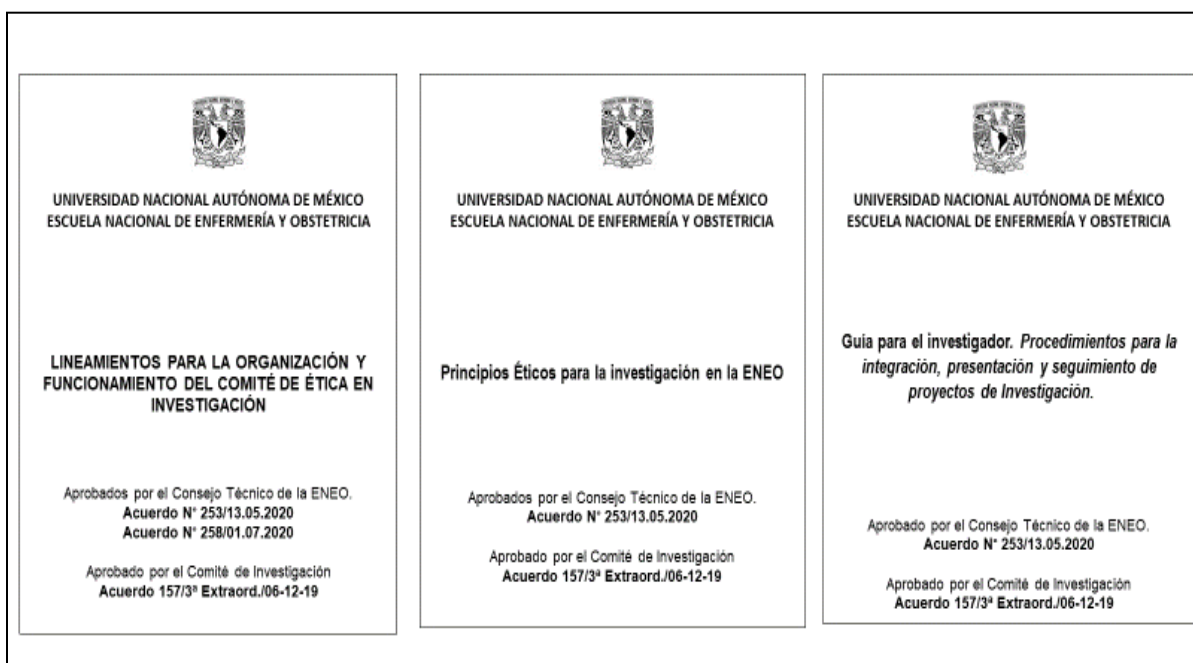 UNIVERSIDAD NACIONAL AUTÓNOMA DE MÉXICO
ESCUELA NACIONAL DE ENFERMERÍA Y OBSTETRICIA
LINEAMIENTOS PARA LA ORGANIZACIÓN Y
FUNCIONAMIENTO DEL COMITÉ DE ÉTICA EN
INVESTIGACIÓN
Aprobados por el Consejo Técnico de la ENEO.
Acuerdo N° 253/13.05.2020
Acuerdo N° 258/01.07.2020
Aprobado por el Comité de Investigación
Acuerdo 157/3ª Extraord./06-12-19
UNIVERSIDAD NACIONAL AUTÓNOMA DE MÉXICO
ESCUELA NACIONAL DE ENFERMERÍA Y OBSTETRICIA
Principios Éticos para la investigación en la ENEO
Aprobados por el Consejo Técnico de la ENEO.
Acuerdo N° 253/13.05.2020
Aprobado por el Comité de Investigación
Acuerdo 157/3ª Extraord./06-12-19
UNIVERSIDAD NACIONAL AUTÓNOMA DE MÉXICO
ESCUELA NACIONAL DE ENFERMERÍA Y OBSTETRICIA
Guía para el investigador. Procedimientos para la
integración, presentación y seguimiento de
proyectos de Investigación.
Aprobado por el Consejo Técnico de la ENEO.
Acuerdo N° 253/13.05.2020
Aprobado por el Comité de Investigación
Acuerdo 157/3ª Extraord./06-12-19